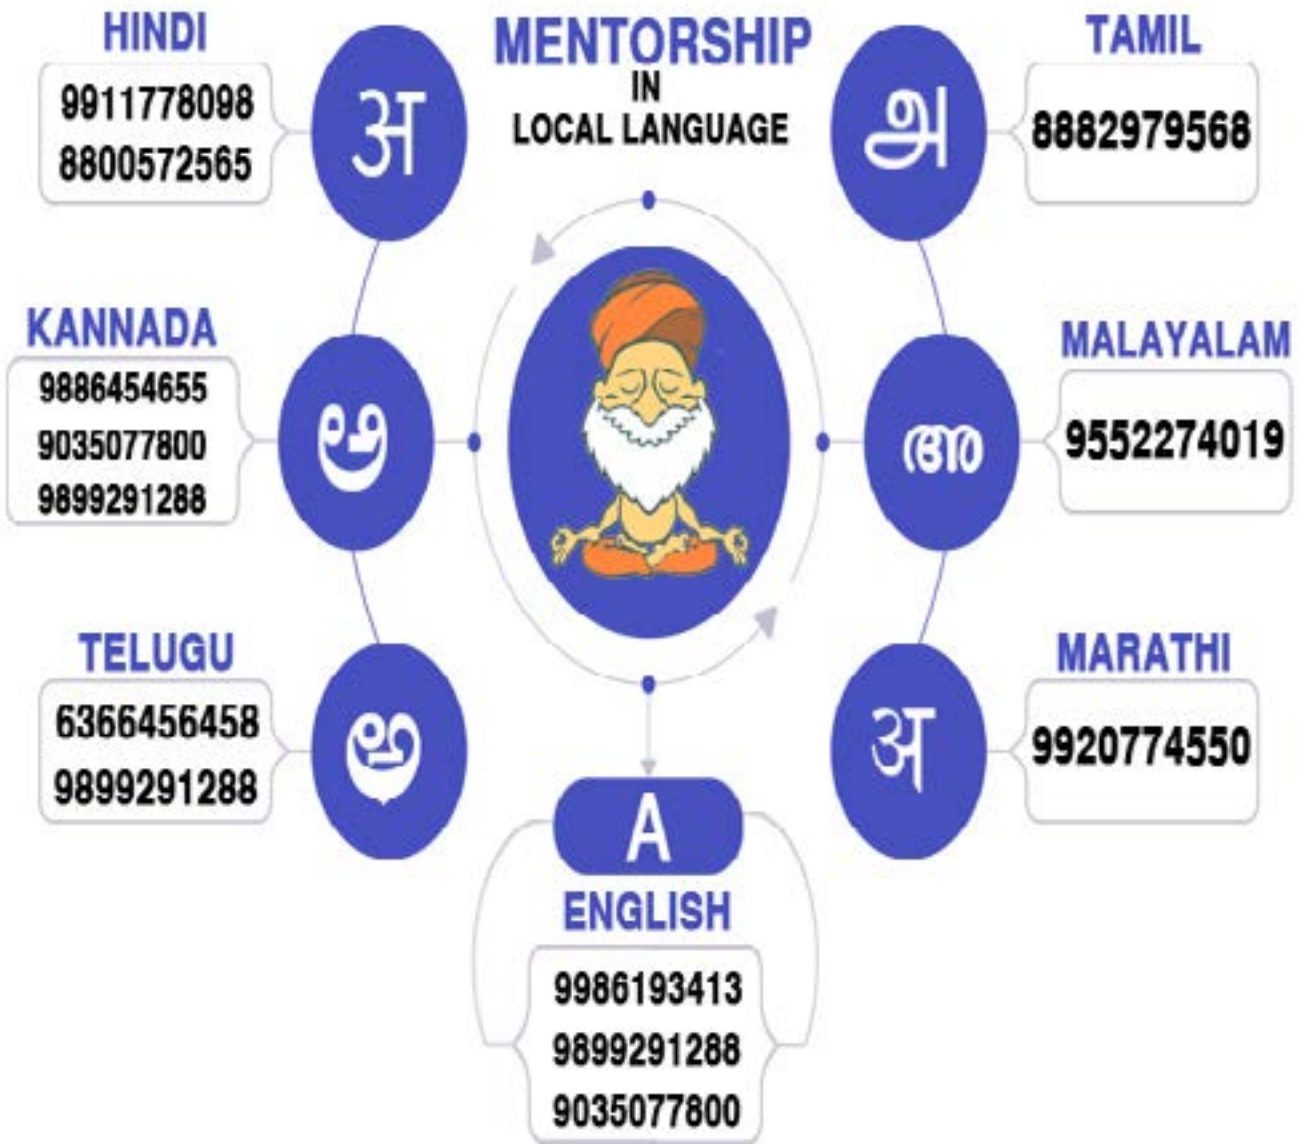 MENTORSHIP
IN
LOCAL LANGUAGE
HINDI
अ
9911778098
8800572565
KANNADA
ಅ
9886454655
9035077800
9899291288
TELUGU
అ
6366456458
9899291288
TAMIL
அ
8882979568
MALAYALAM
അ
9552274019
MARATHI
अ
9920774550
A
ENGLISH
9986193413
9899291288
9035077800